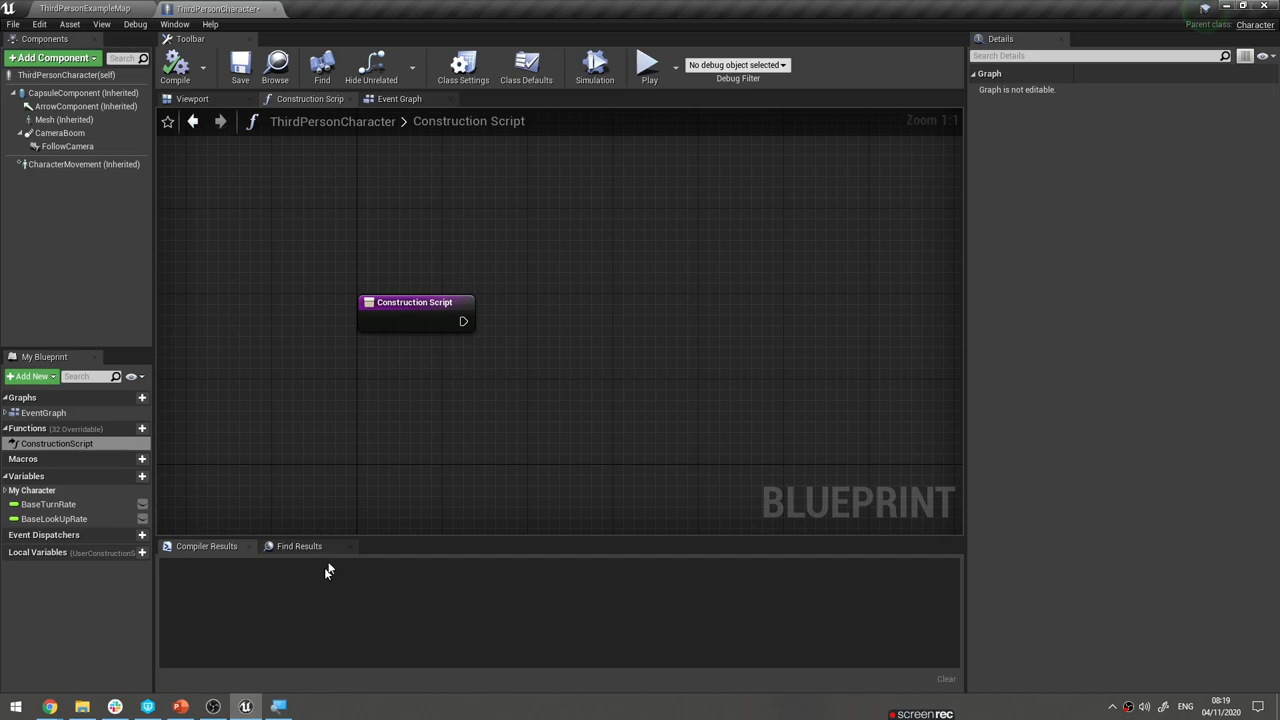 ThirdPersonExampleMap
ThirdPersonCharacter*
File Edit Asset View Debug Window Help
Parent class: Character
Components
Toolbar
Details
+Add Component
Search
Search Details
ThirdPersonCharacter(self)
CapsuleComponent (Inherited)
ArrowComponent (Inherited)
Mesh (Inherited)
CameraBoom
FollowCamera
CharacterMovement (Inherited)
Compile
Save
Browse
Find
Hide Unrelated
Class Settings
Class Defaults
Simulation
Play
No debug object selected
Debug Filter
Graph
Graph is not editable.
Viewport
Construction Scrip
Event Graph
ThirdPersonCharacter > Construction Script
Zoom 1:1
Construction Script
BLUEPRINT
My Blueprint
+Add New
Search
Graphs
EventGraph
Functions (32 Overridable)
ConstructionScript
Macros
Variables
My Character
BaseTurnRate
BaseLookUpRate
Event Dispatchers
Local Variables (UserConstructionS
Compiler Results
Find Results
Clear
ENG
08:19
04/11/2020
screenrec